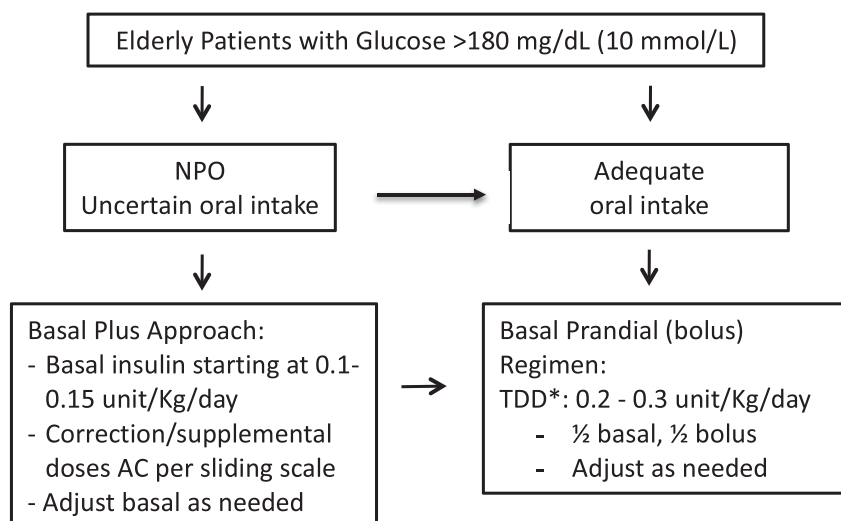 Elderly Patients with Glucose >180 mg/dL (10 mmol/L)
NPO
Uncertain oral intake
Adequate
oral intake
Basal Plus Approach:
- Basal insulin starting at 0.1-
0.15 unit/Kg/day
- Correction/supplemental
doses AC per sliding scale
- Adjust basal as needed
Basal Prandial (bolus)
Regimen:
TDD*: 0.2 - 0.3 unit/Kg/day
- ½ basal, ½ bolus
- Adjust as needed